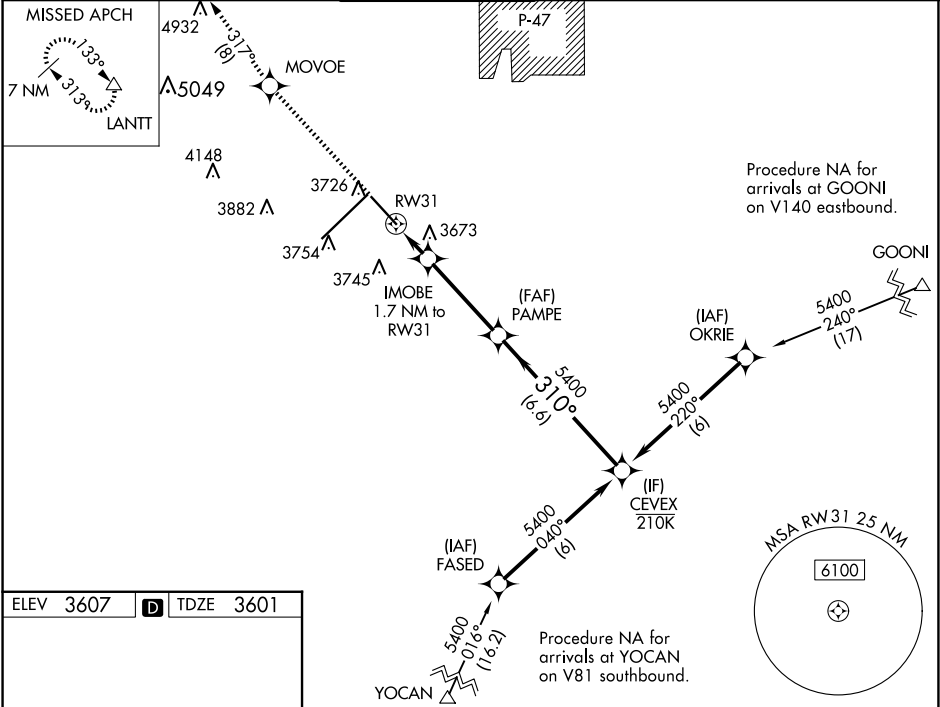 MISSED APCH
133°
7 NM
313°
LANTT
4932
317°
(8)
MOVOE
5049
P-47
4148
3882
3726
RW31
3673
3754
3745
IMOBE
1.7 NM to
RW31
(FAF)
PAMPE
Procedure NA for
arrivals at GOONI
on V140 eastbound.
GOONI
5400
240°
(17)
(IAF)
OKRIE
5400
310°
(6.6)
5400
220°
(6)
(IF)
CEVEX
210K
5400
040°
(6)
(IAF)
FASED
MSA RW31 25 NM
6100
ELEV 3607 D TDZE 3601
5400
016°
(16.2)
YOCAN
Procedure NA for
arrivals at YOCAN
on V81 southbound.